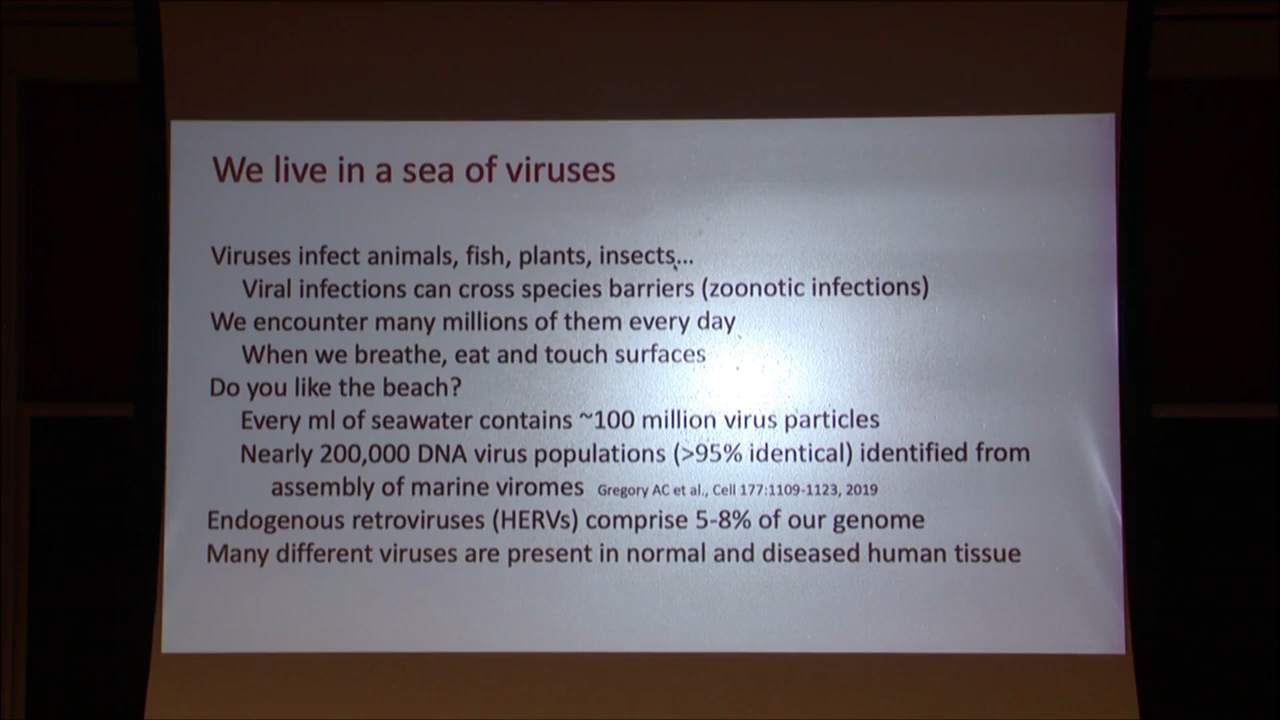 We live in a sea of viruses
Viruses infect animals, fish, plants, insects...
Viral infections can cross species barriers (zoonotic infections)
We encounter many millions of them every day
When we breathe, eat and touch surfaces
Do you like the beach?
Every ml of seawater contains ~100 million virus particles
Nearly 200,000 DNA virus populations (>95% identical) identified from
assembly of marine viromes Gregory AC et al., Cell 177:1109-1123, 2019
Endogenous retroviruses (HERVs) comprise 5-8% of our genome
Many different viruses are present in normal and diseased human tissue